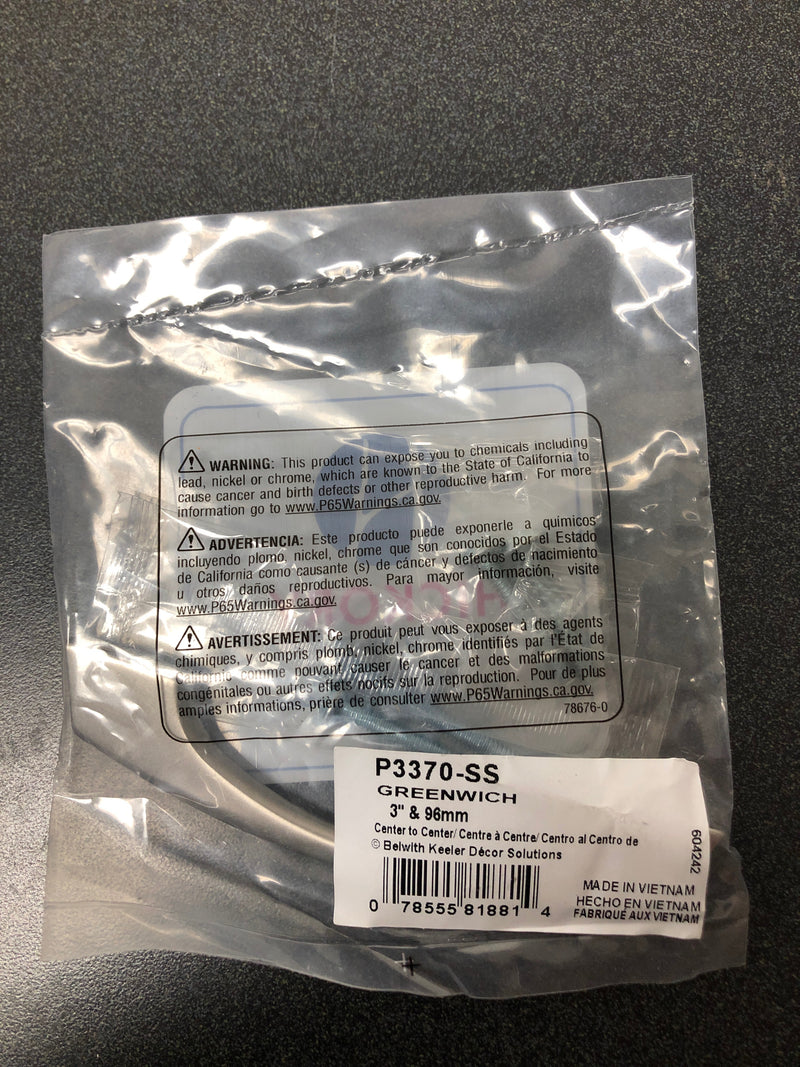 WARNING: This product can expose you to chemicals including
lead, nickel or chrome, which are known to the State of California to
cause cancer and birth defects or other reproductive harm. For more
information go to www.P65Warnings.ca.gov.
ADVERTENCIA: Este producto puede exponerle a quimicos
incluyendo plomo, nickel, chrome que son conocidos por el Estado
de California como causante (s) de cáncer y defectos de nacimiento
u otros daños reproductivos. Para mayor información, visite
www.P65Warnings.ca.gov.
HICKORY
AVERTISSEMENT: Ce produit peut vous exposer à des agents
chimiques, y compris plomb, nickel, chrome identifiés par l'État de
Californie comme pouvant causer le cancer et des malformations
congénitales ou autres effets nocifs sur la reproduction. Pour de plus
amples informations, prière de consulter www.P65Warnings.ca.gov.
78676-0
P3370-SS
GREENWICH
3" & 96mm
Center to Center/ Centre à Centre/ Centro al Centro de
© Belwith Keeler Décor Solutions
0 78555 81881 4
604242
MADE IN VIETNAM
HECHO EN VIETNAM
FABRIQUÉ AUX VIETNAM